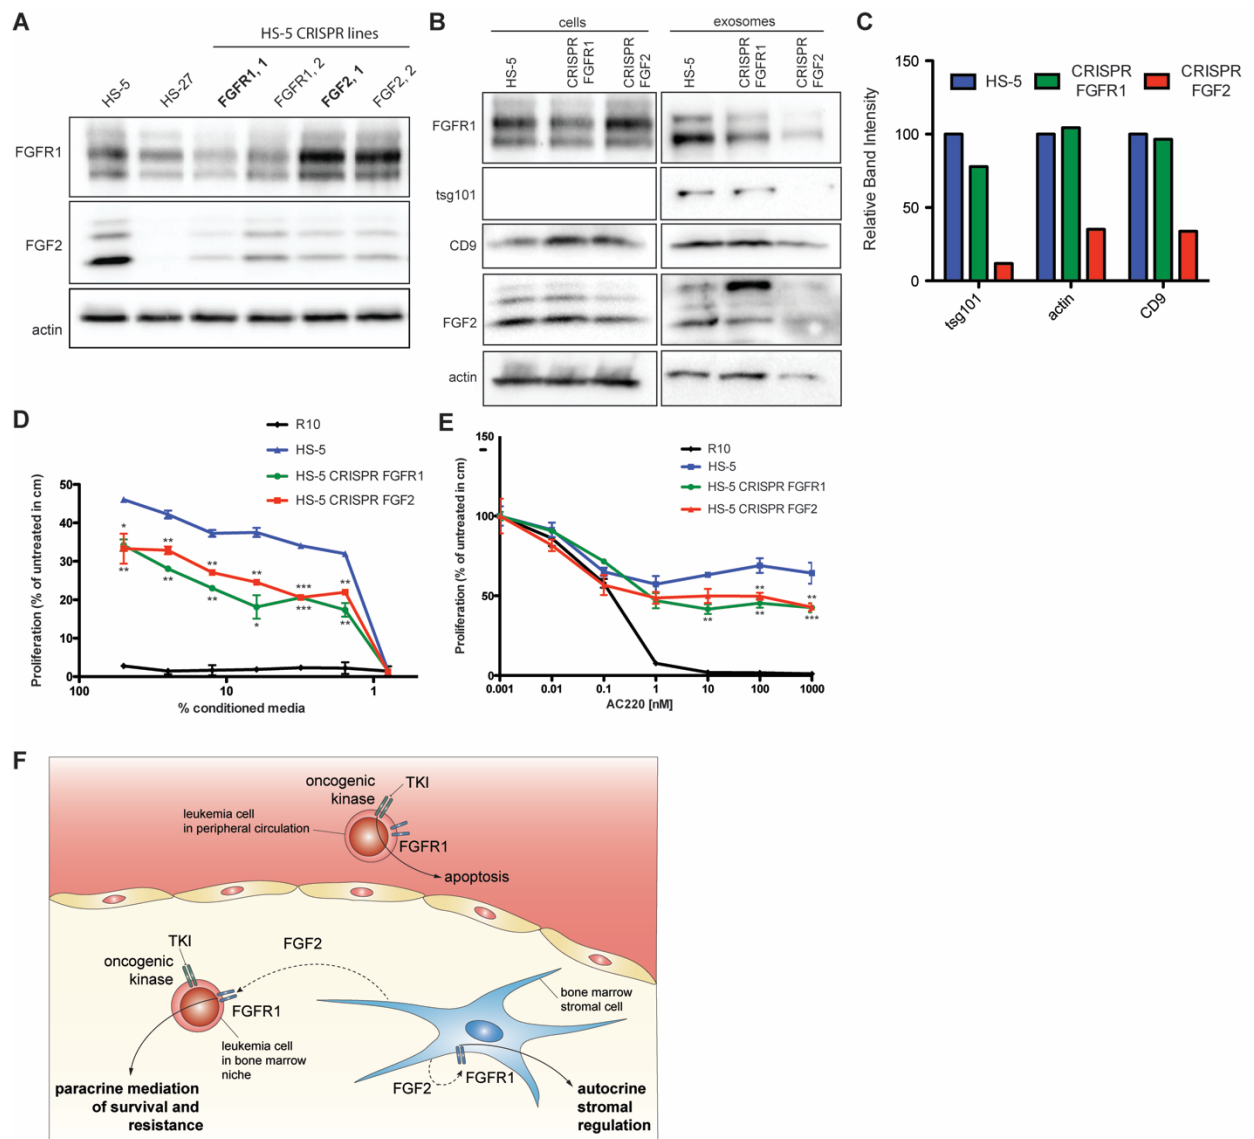 A
HS-5 CRISPR lines
HS-5
HS-27
FGFR1, 1
FGFR1, 2
FGF2, 1
FGF2, 2
FGFR1
FGF2
actin
B
cells
exosomes
HS-5
CRISPR
FGFR1
CRISPR
FGF2
HS-5
CRISPR
FGFR1
CRISPR
FGF2
FGFR1
tsg101
CD9
FGF2
actin
C
HS-5
CRISPR
FGFR1
CRISPR
FGF2
Relative Band Intensity
150
100
50
0
tsg101
actin
CD9
D
R10
HS-5
HS-5 CRISPR FGFR1
HS-5 CRISPR FGF2
Proliferation (% of untreated in cm)
50
40
30
20
10
0
* ** ** ** *** **
** ** ** * *** **
100
10
1
% conditioned media
E
R10
HS-5
HS-5 CRISPR FGFR1
HS-5 CRISPR FGF2
Proliferation (% of untreated in cm)
150
100
50
0
** **
** ** ***
0.001
0.01
0.1
1
10
100
1000
AC220 [nM]
F
oncogenic
kinase
TKI
leukemia cell
in peripheral circulation
FGFR1
apoptosis
TKI
oncogenic
kinase
FGF2
FGFR1
leukemia cell
in bone marrow
niche
bone marrow
stromal cell
FGF2
FGFR1
paracrine mediation
of survival and
resistance
autocrine
stromal
regulation